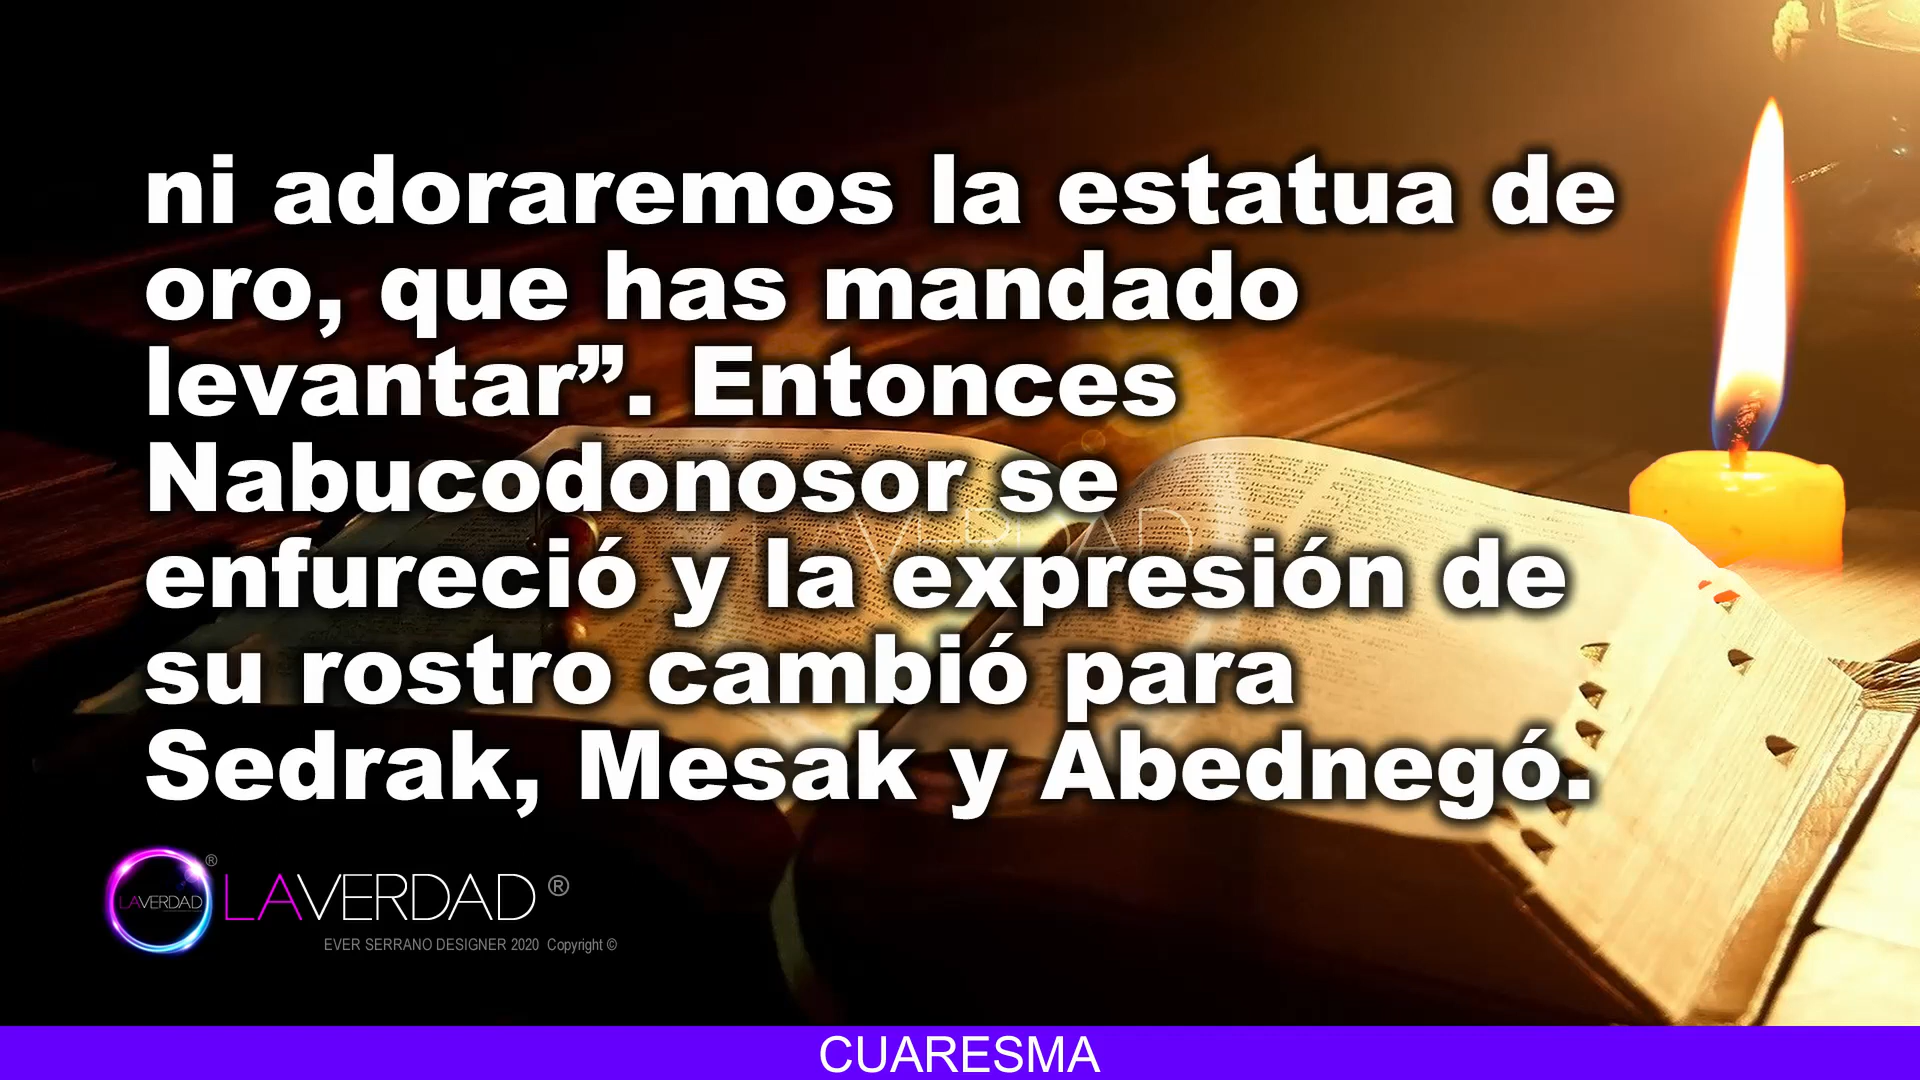 ni adoraremos la estatua de
oro, que has mandado
levantar”. Entonces
Nabucodonosor se
enfureció y la expresión de
su rostro cambió para
Sedrak, Mesak y Abednegó.
LAVERDAD ®
LAVERDAD ®
EVER SERRANO DESIGNER 2020 Copyright ©
CUARESMA